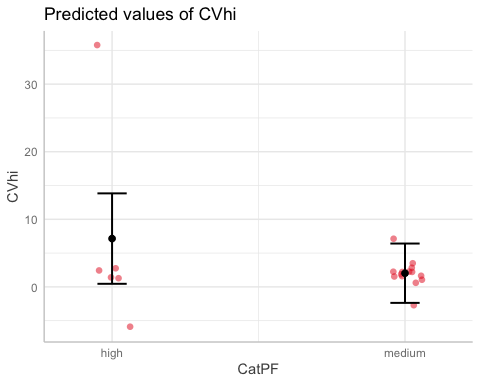 Predicted values of CVhi
30
20
10
0
CVhi
high
medium
CatPF